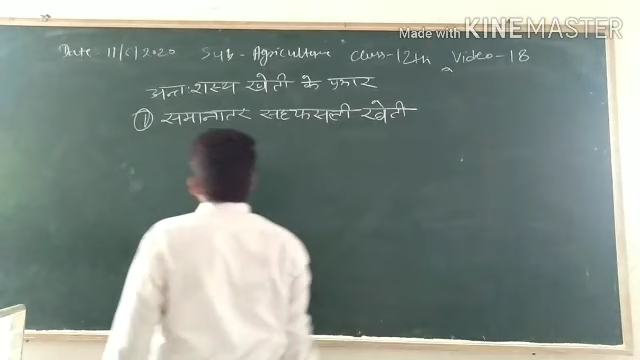 Made with KINEMASTER
Date 11/5/2020 Sub - Agriculture Class-12th Video-18
अन्त: शस्य खेती के प्रकार
① समानातर सहफसली खेती